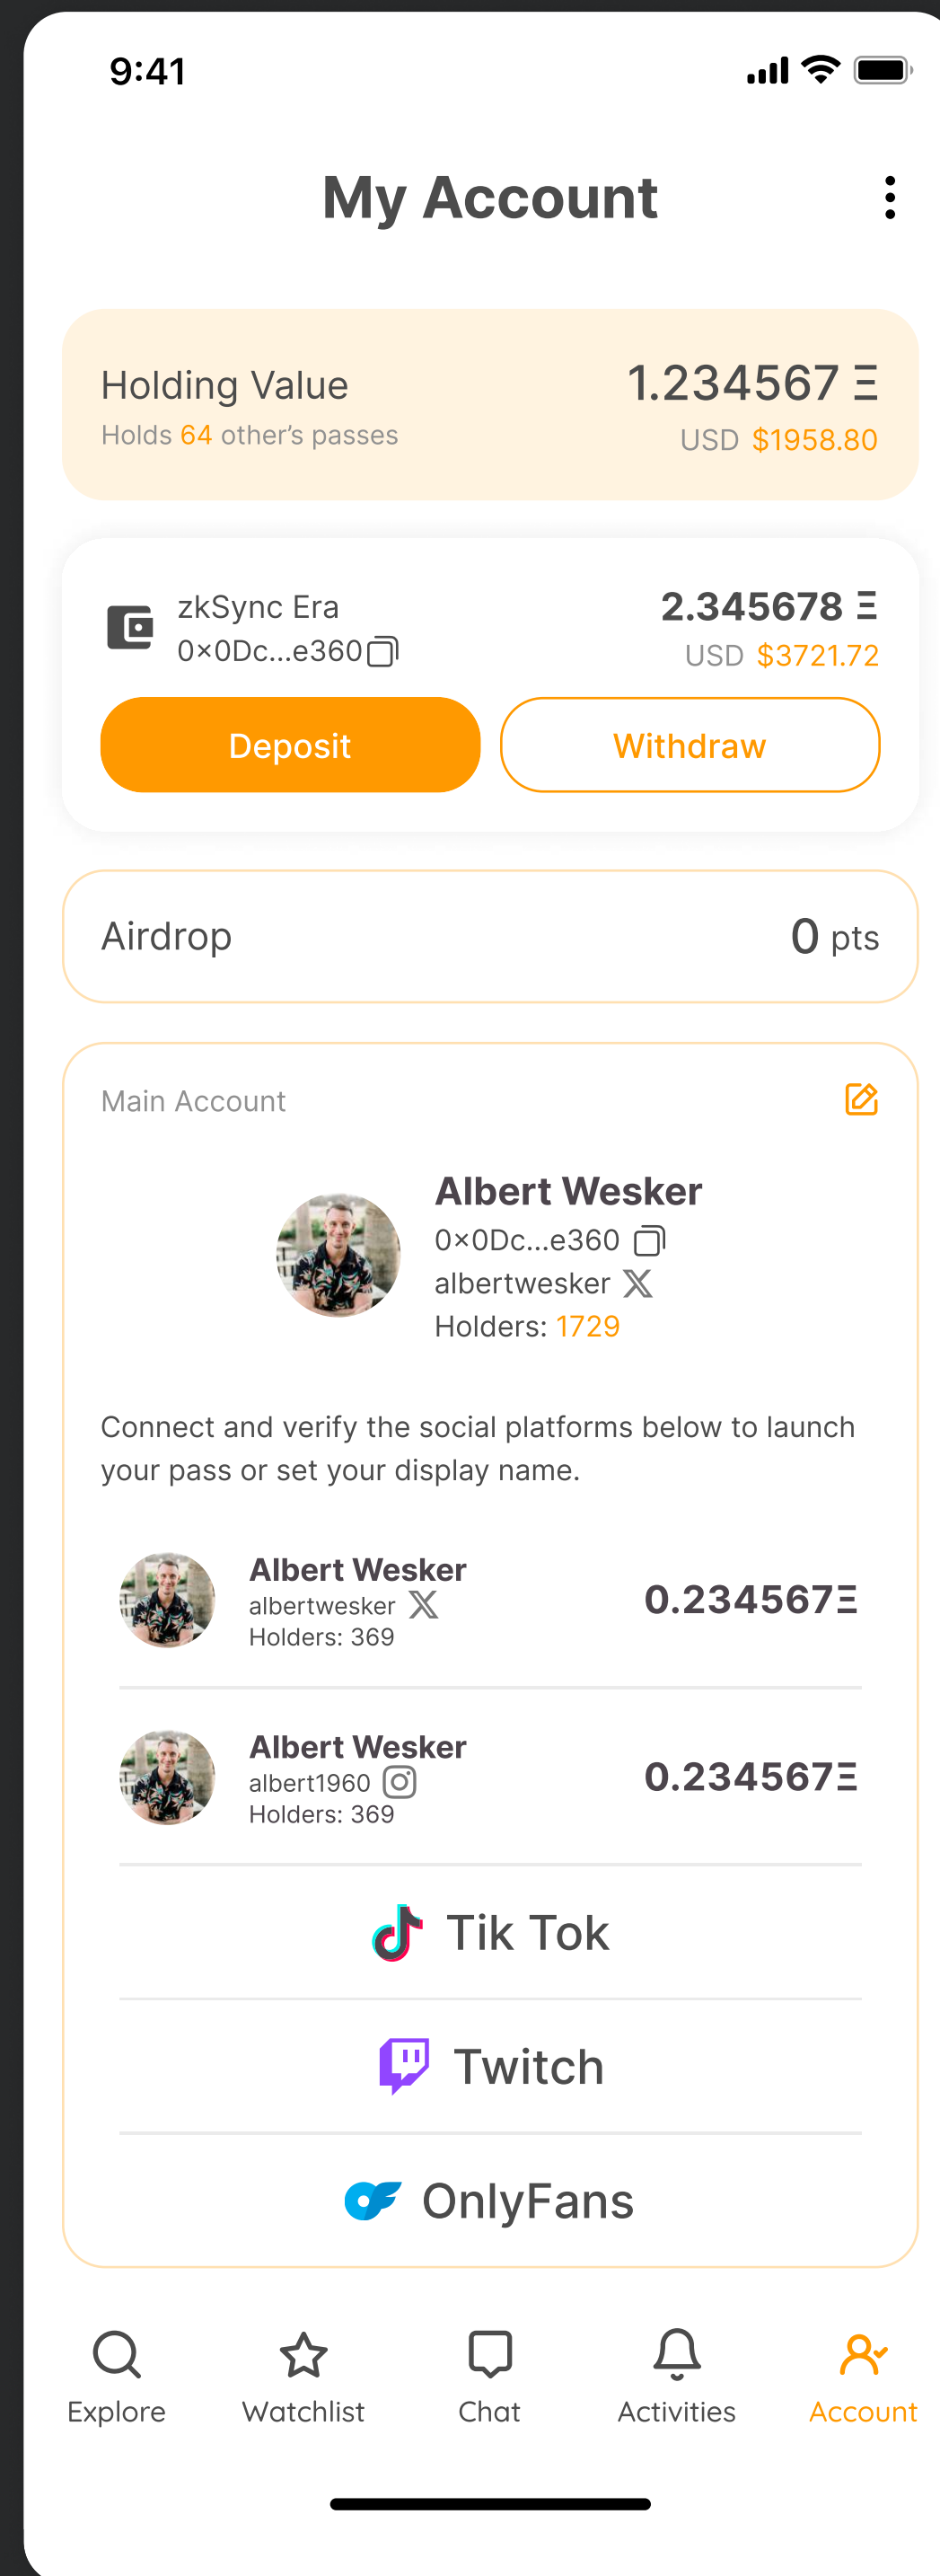 9:41
My Account
Holding Value
1.234567 Ξ
Holds 64 other’s passes
USD $1958.80
zkSync Era
2.345678 Ξ
0×0Dc...e360
USD $3721.72
Deposit
Withdraw
Airdrop
0 pts
Main Account
Albert Wesker
0×0Dc...e360
albertwesker X
Holders: 1729
Connect and verify the social platforms below to launch
your pass or set your display name.
Albert Wesker
albertwesker X
Holders: 369
0.234567Ξ
Albert Wesker
albert1960
Holders: 369
0.234567Ξ
Tik Tok
Twitch
OnlyFans
Explore
Watchlist
Chat
Activities
Account